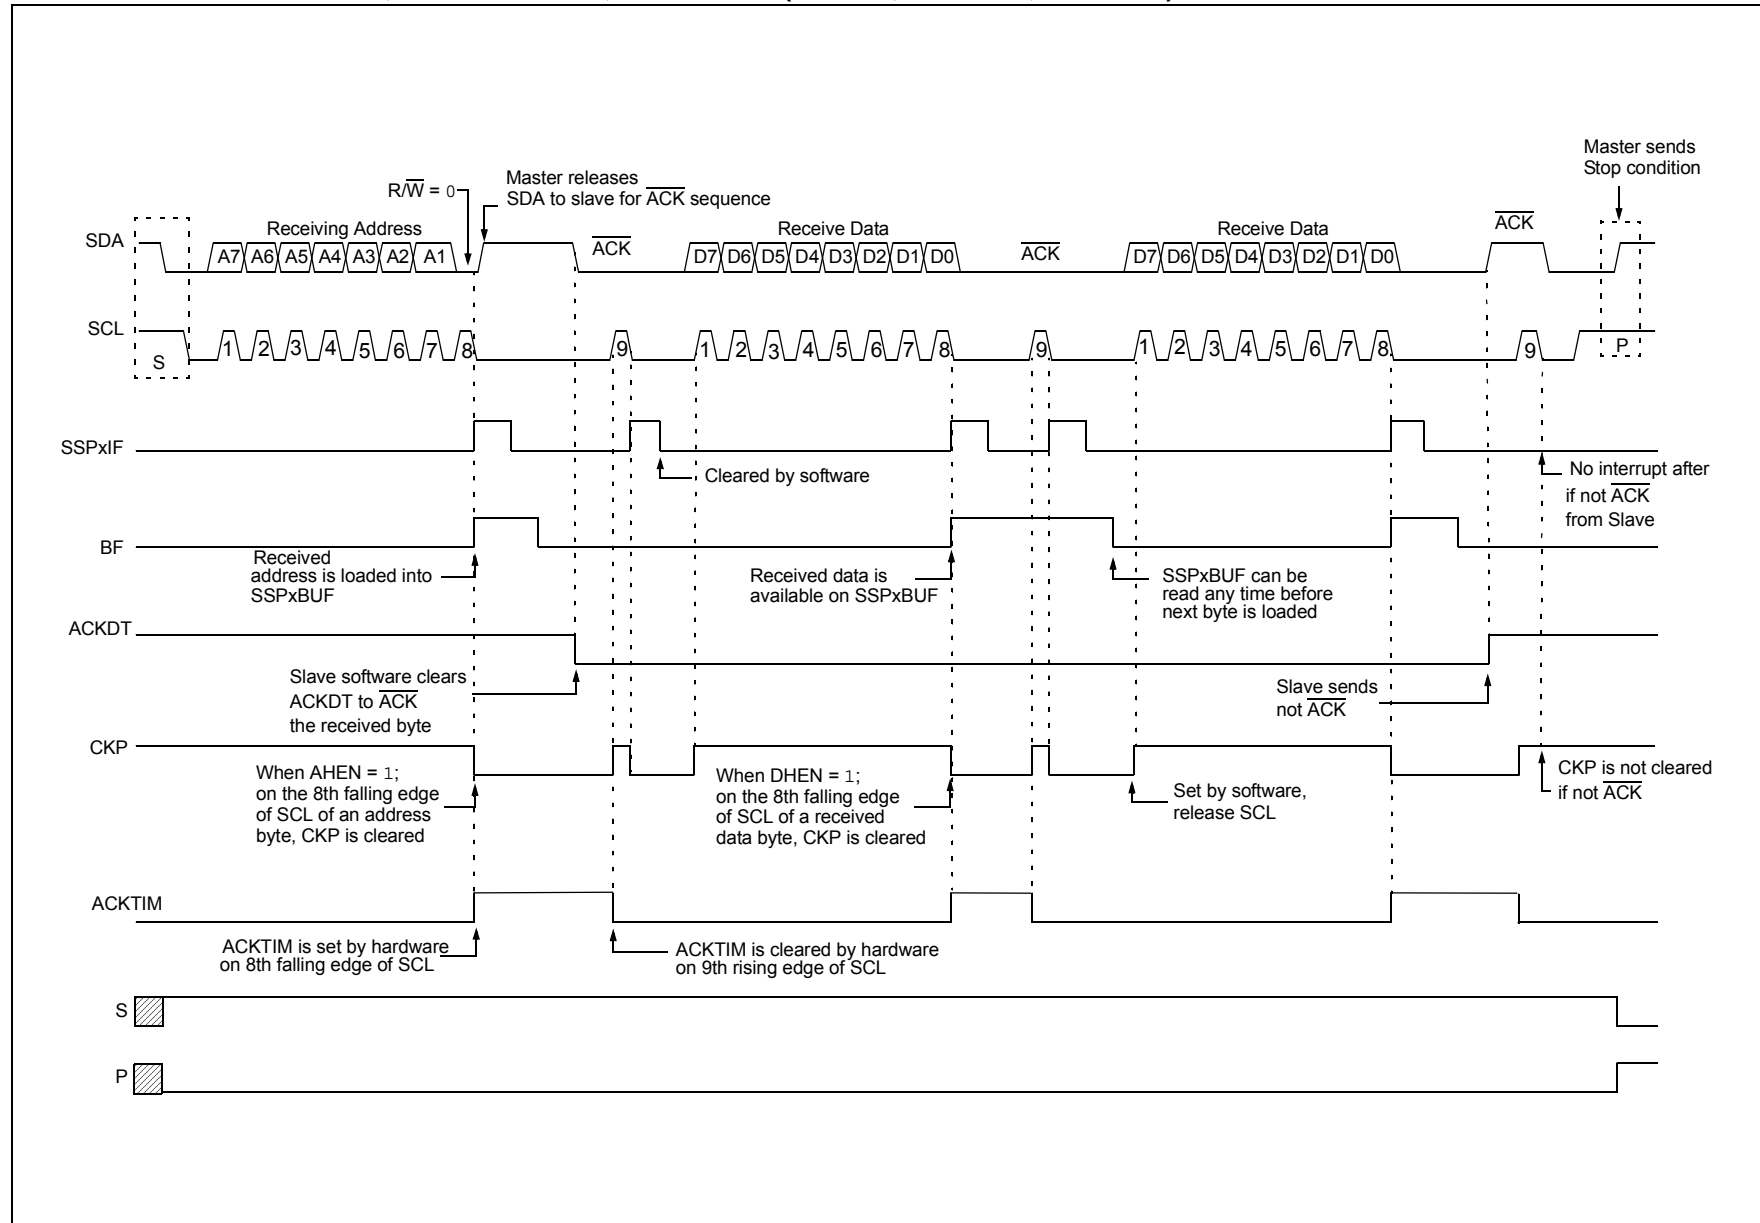 Master sends
Stop condition
R/W̅ = 0
Master releases
SDA to slave for A̅C̅K̅ sequence
SDA
Receiving Address
A̅C̅K̅
Receive Data
A̅C̅K̅
Receive Data
A̅C̅K̅
A7 A6 A5 A4 A3 A2 A1
D7 D6 D5 D4 D3 D2 D1 D0
D7 D6 D5 D4 D3 D2 D1 D0
SCL
S
1 2 3 4 5 6 7 8 9
1 2 3 4 5 6 7 8 9
1 2 3 4 5 6 7 8 9
P
SSPxIF
Cleared by software
No interrupt after
if not A̅C̅K̅
from Slave
BF
Received
address is loaded into
SSPxBUF
Received data is
available on SSPxBUF
SSPxBUF can be
read any time before
next byte is loaded
ACKDT
Slave software clears
ACKDT to A̅C̅K̅
the received byte
Slave sends
not A̅C̅K̅
CKP
When AHEN = 1;
on the 8th falling edge
of SCL of an address
byte, CKP is cleared
When DHEN = 1;
on the 8th falling edge
of SCL of a received
data byte, CKP is cleared
Set by software,
release SCL
CKP is not cleared
if not A̅C̅K̅
ACKTIM
ACKTIM is set by hardware
on 8th falling edge of SCL
ACKTIM is cleared by hardware
on 9th rising edge of SCL
S
P